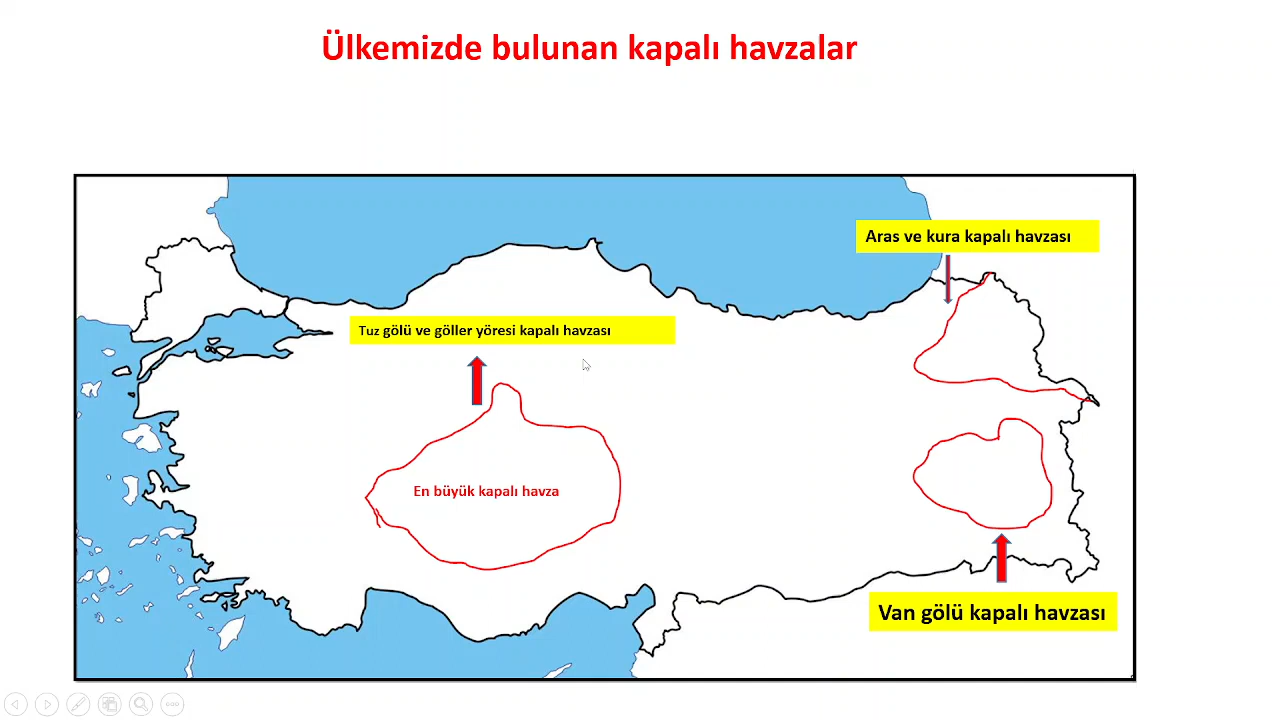 Ülkemizde bulunan kapalı havzalar
Aras ve kura kapalı havzası
Tuz gölü ve göller yöresi kapalı havzası
En büyük kapalı havza
Van gölü kapalı havzası